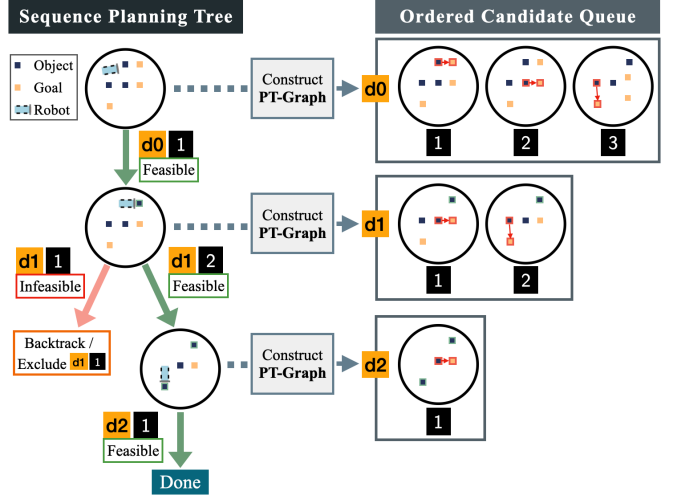 Sequence Planning Tree
Ordered Candidate Queue
Object
Goal
Robot
Construct
PT-Graph
d0
1
2
3
d0 1
Feasible
Construct
PT-Graph
d1
1
2
d1 1
Infeasible
d1 2
Feasible
Backtrack /
Exclude d1 1
Construct
PT-Graph
d2
1
d2 1
Feasible
Done